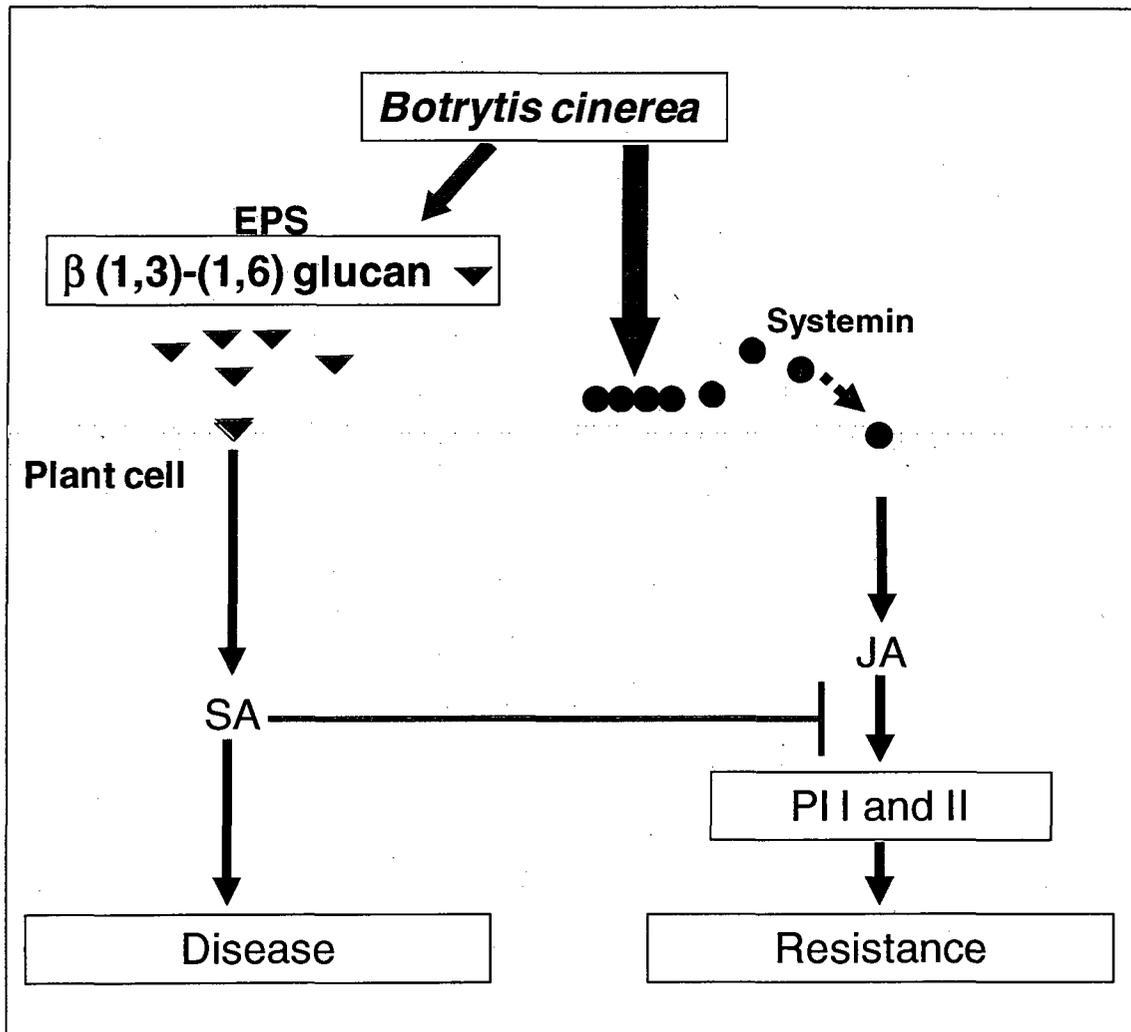 Botrytis cinerea
EPS
β (1,3)-(1,6) glucan
Systemin
Plant cell
JA
SA
PI I and II
Disease
Resistance